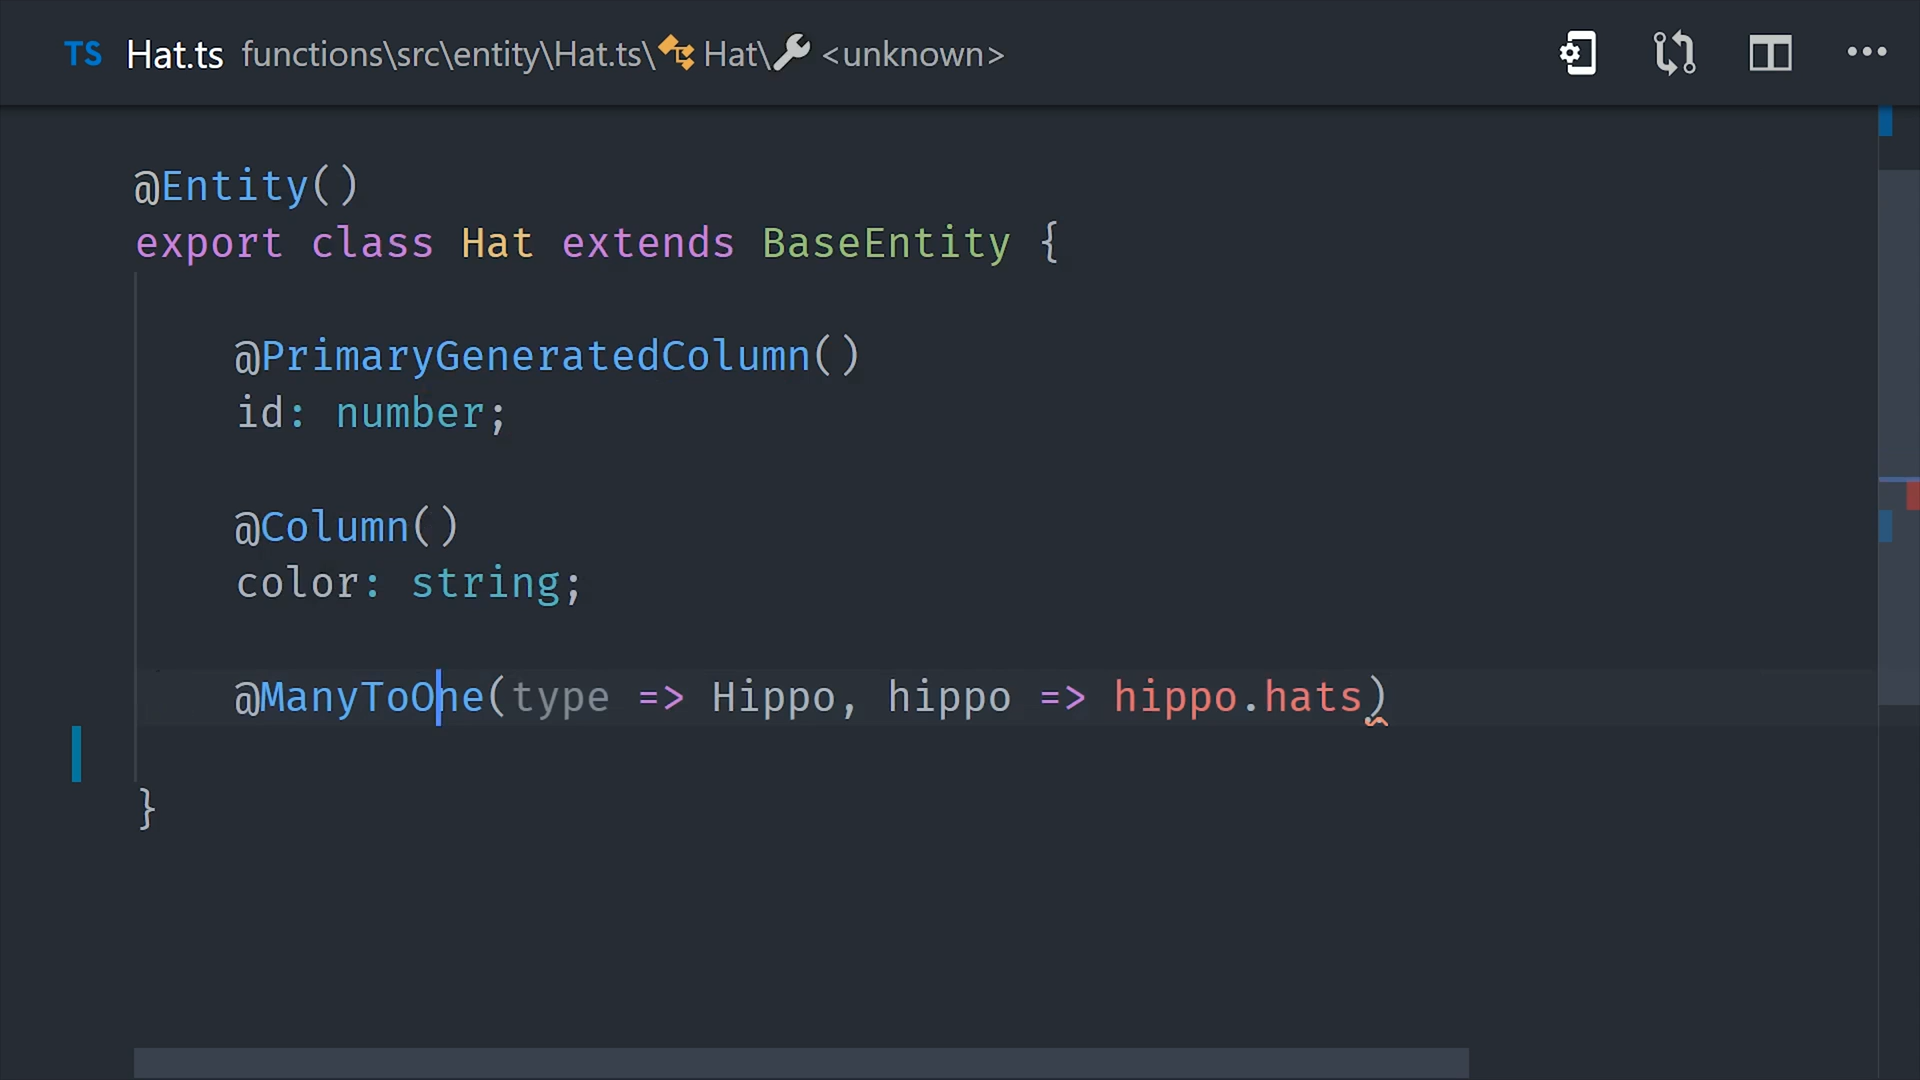 TS Hat.ts functions\src\entity\Hat.ts\ Hat\ <unknown>
@Entity()
export class Hat extends BaseEntity {
@PrimaryGeneratedColumn()
id: number;
@Column()
color: string;
@ManyToOne(type => Hippo, hippo => hippo.hats)
}